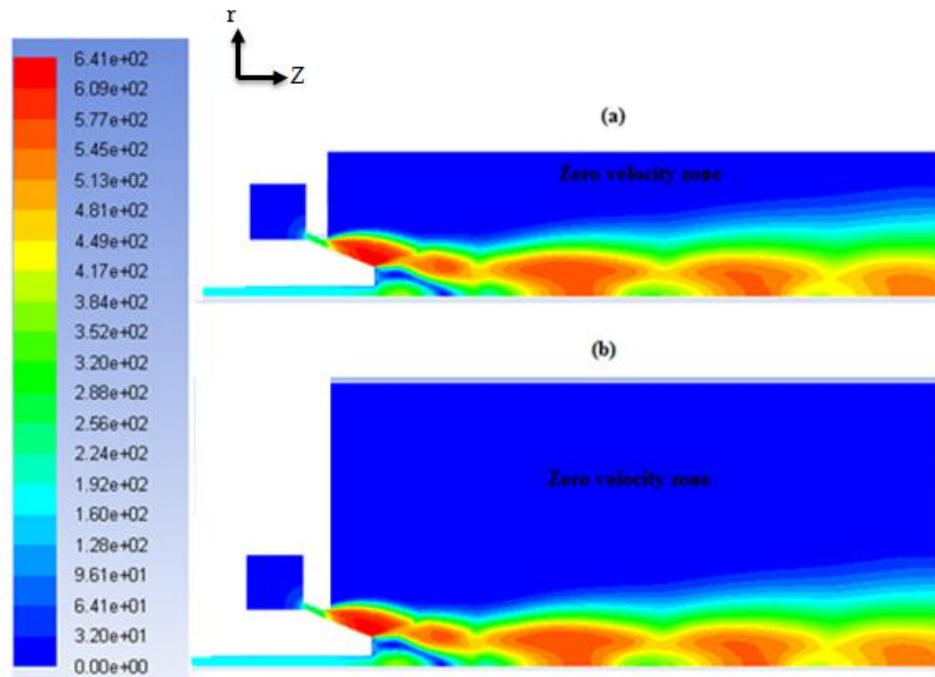 r
Z
6.41e+02
6.09e+02
5.77e+02
5.45e+02
5.13e+02
4.81e+02
4.49e+02
4.17e+02
3.84e+02
3.52e+02
3.20e+02
2.88e+02
2.56e+02
2.24e+02
1.92e+02
1.60e+02
1.28e+02
9.61e+01
6.41e+01
3.20e+01
0.00e+00
(a)
Zero velocity zone
(b)
Zero velocity zone